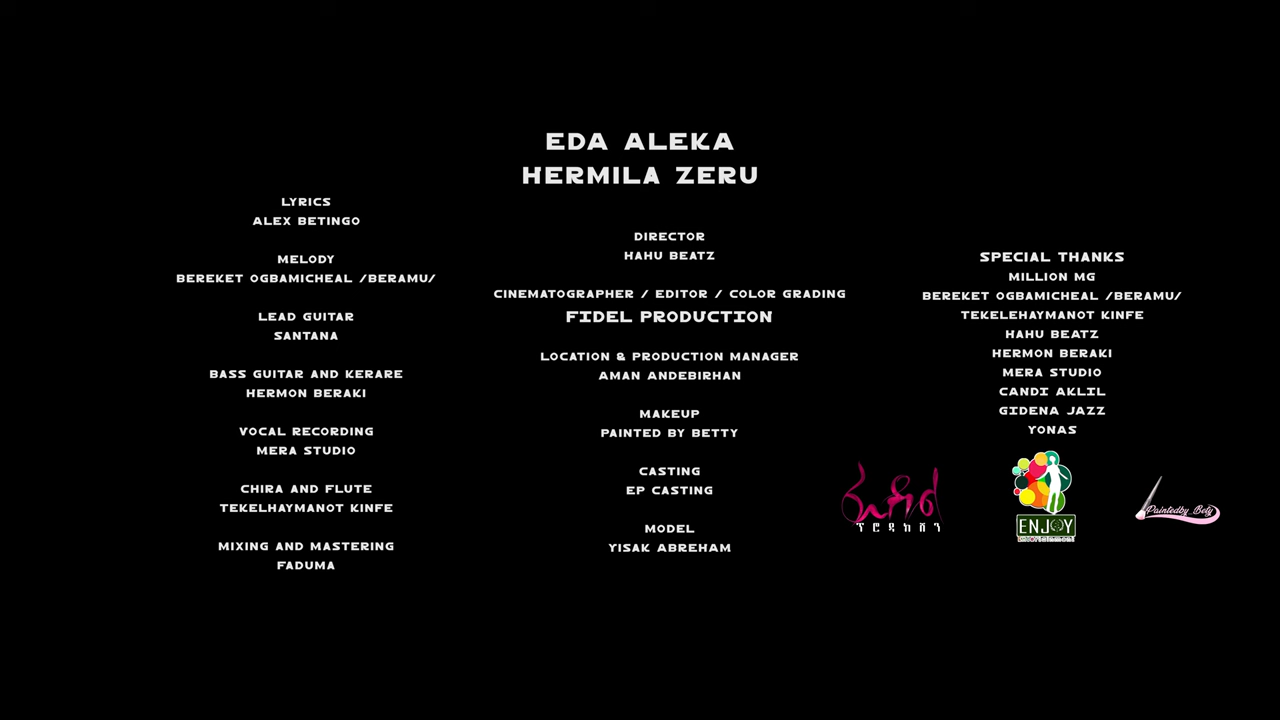 EDA ALEKA
HERMILA ZERU
LYRICS
ALEX BETINGO
MELODY
BEREKET OGBAMICHEAL /BERAMU/
LEAD GUITAR
SANTANA
BASS GUITAR AND KERARE
HERMON BERAKI
VOCAL RECORDING
MERA STUDIO
CHIRA AND FLUTE
TEKELHAYMANOT KINFE
MIXING AND MASTERING
FADUMA
DIRECTOR
HAHU BEATZ
CINEMATOGRAPHER / EDITOR / COLOR GRADING
FIDEL PRODUCTION
LOCATION & PRODUCTION MANAGER
AMAN ANDEBIRHAN
MAKEUP
PAINTED BY BETTY
CASTING
EP CASTING
MODEL
YISAK ABREHAM
SPECIAL THANKS
MILLION MG
BEREKET OGBAMICHEAL /BERAMU/
TEKELEHAYMANOT KINFE
HAHU BEATZ
HERMON BERAKI
MERA STUDIO
CANDI AKLIL
GIDENA JAZZ
YONAS
ፊደል
ፕሮዳክሽን
ENJOY
Paintedby Bety